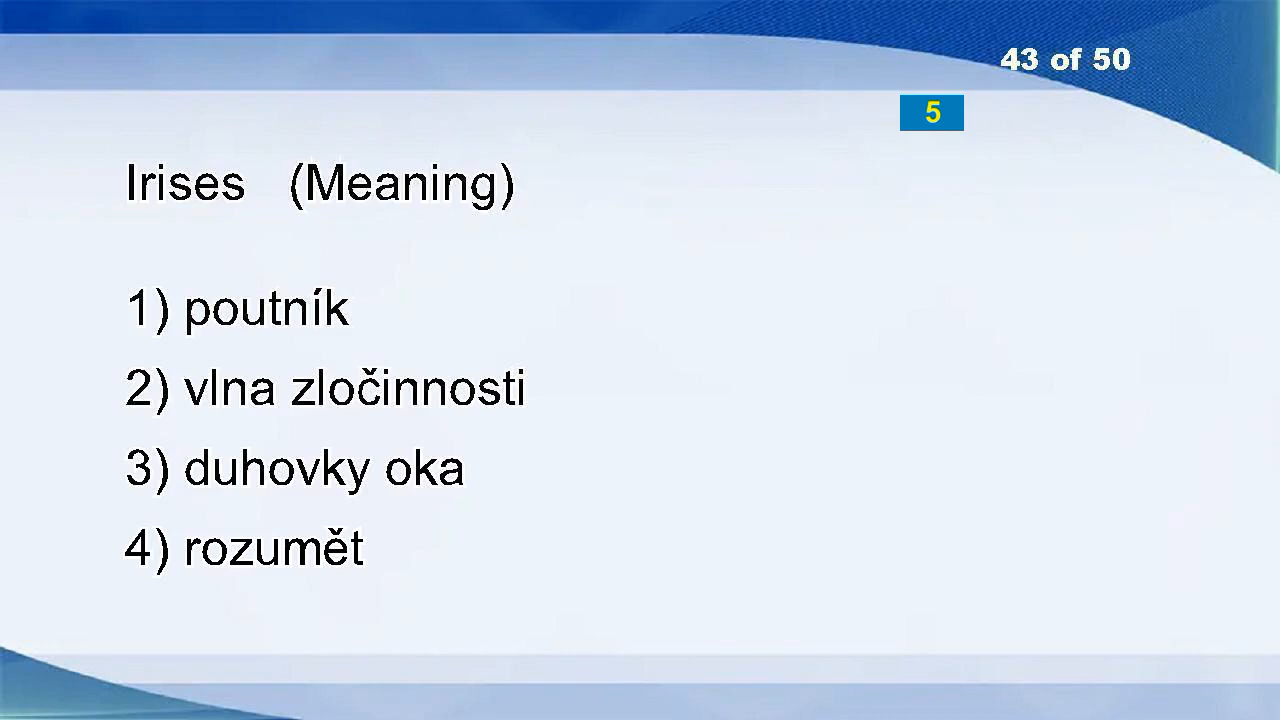 43 of 50
5
Irises (Meaning)
1) poutník
2) vlna zločinnosti
3) duhovky oka
4) rozumět